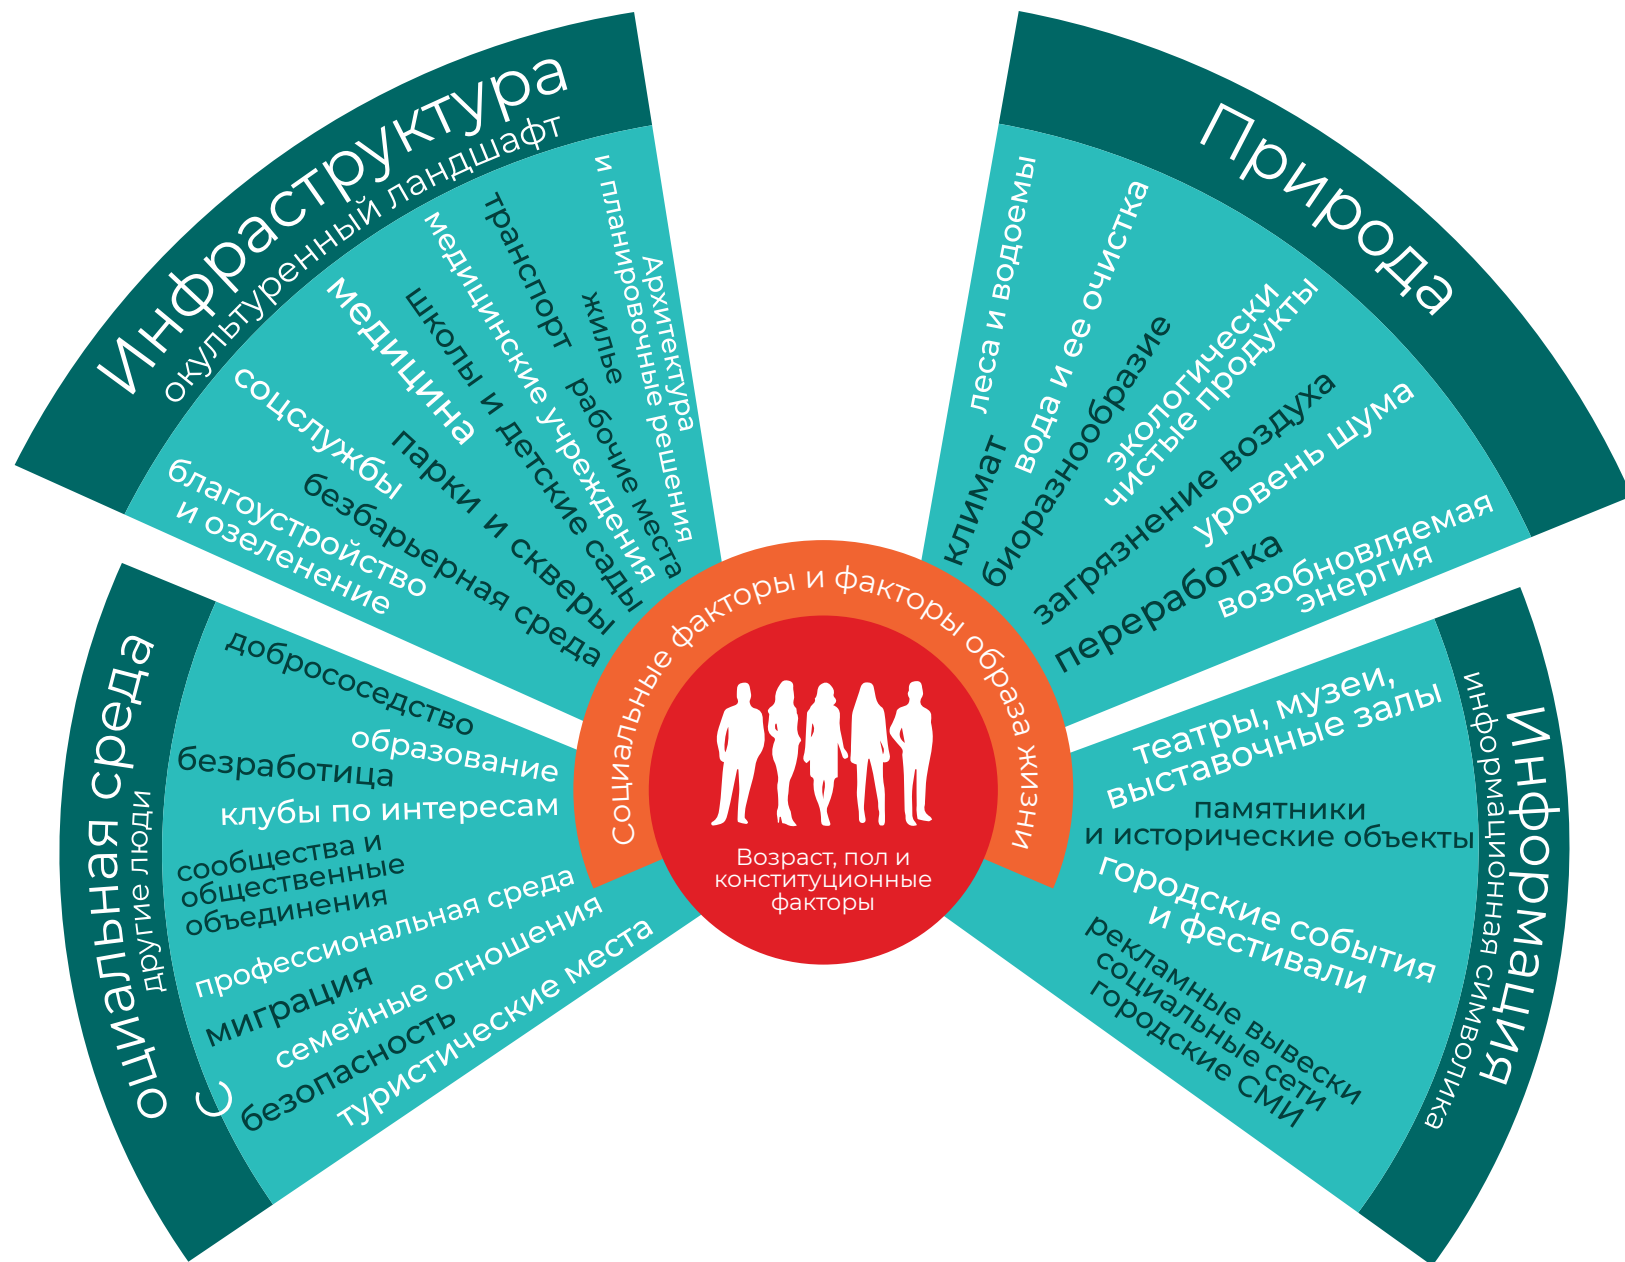 Инфраструктура
окультуренный ландшафт
благоустройство
и озеленение
соцслужбы
безбарьерная среда
парки и скверы
медицина
школы и детские сады
медицинские учреждения
транспорт
рабочие места
жилье
Архитектура
и планировочные решения
Природа
леса и водоемы
климат
вода и ее очистка
биоразнообразие
экологически
чистые продукты
загрязнение воздуха
уровень шума
переработка
возобновляемая
энергия
Социальная среда
другие люди
добрососедство
образование
безработица
клубы по интересам
сообщества и
общественные
объединения
профессиональная среда
миграция
семейные отношения
безопасность
туристические места
Информация
информационная символика
театры, музеи,
выставочные залы
памятники
и исторические объекты
городские события
и фестивали
рекламные вывески
социальные сети
городские СМИ
Социальные факторы и факторы образа жизни
Возраст, пол и
конституционные
факторы